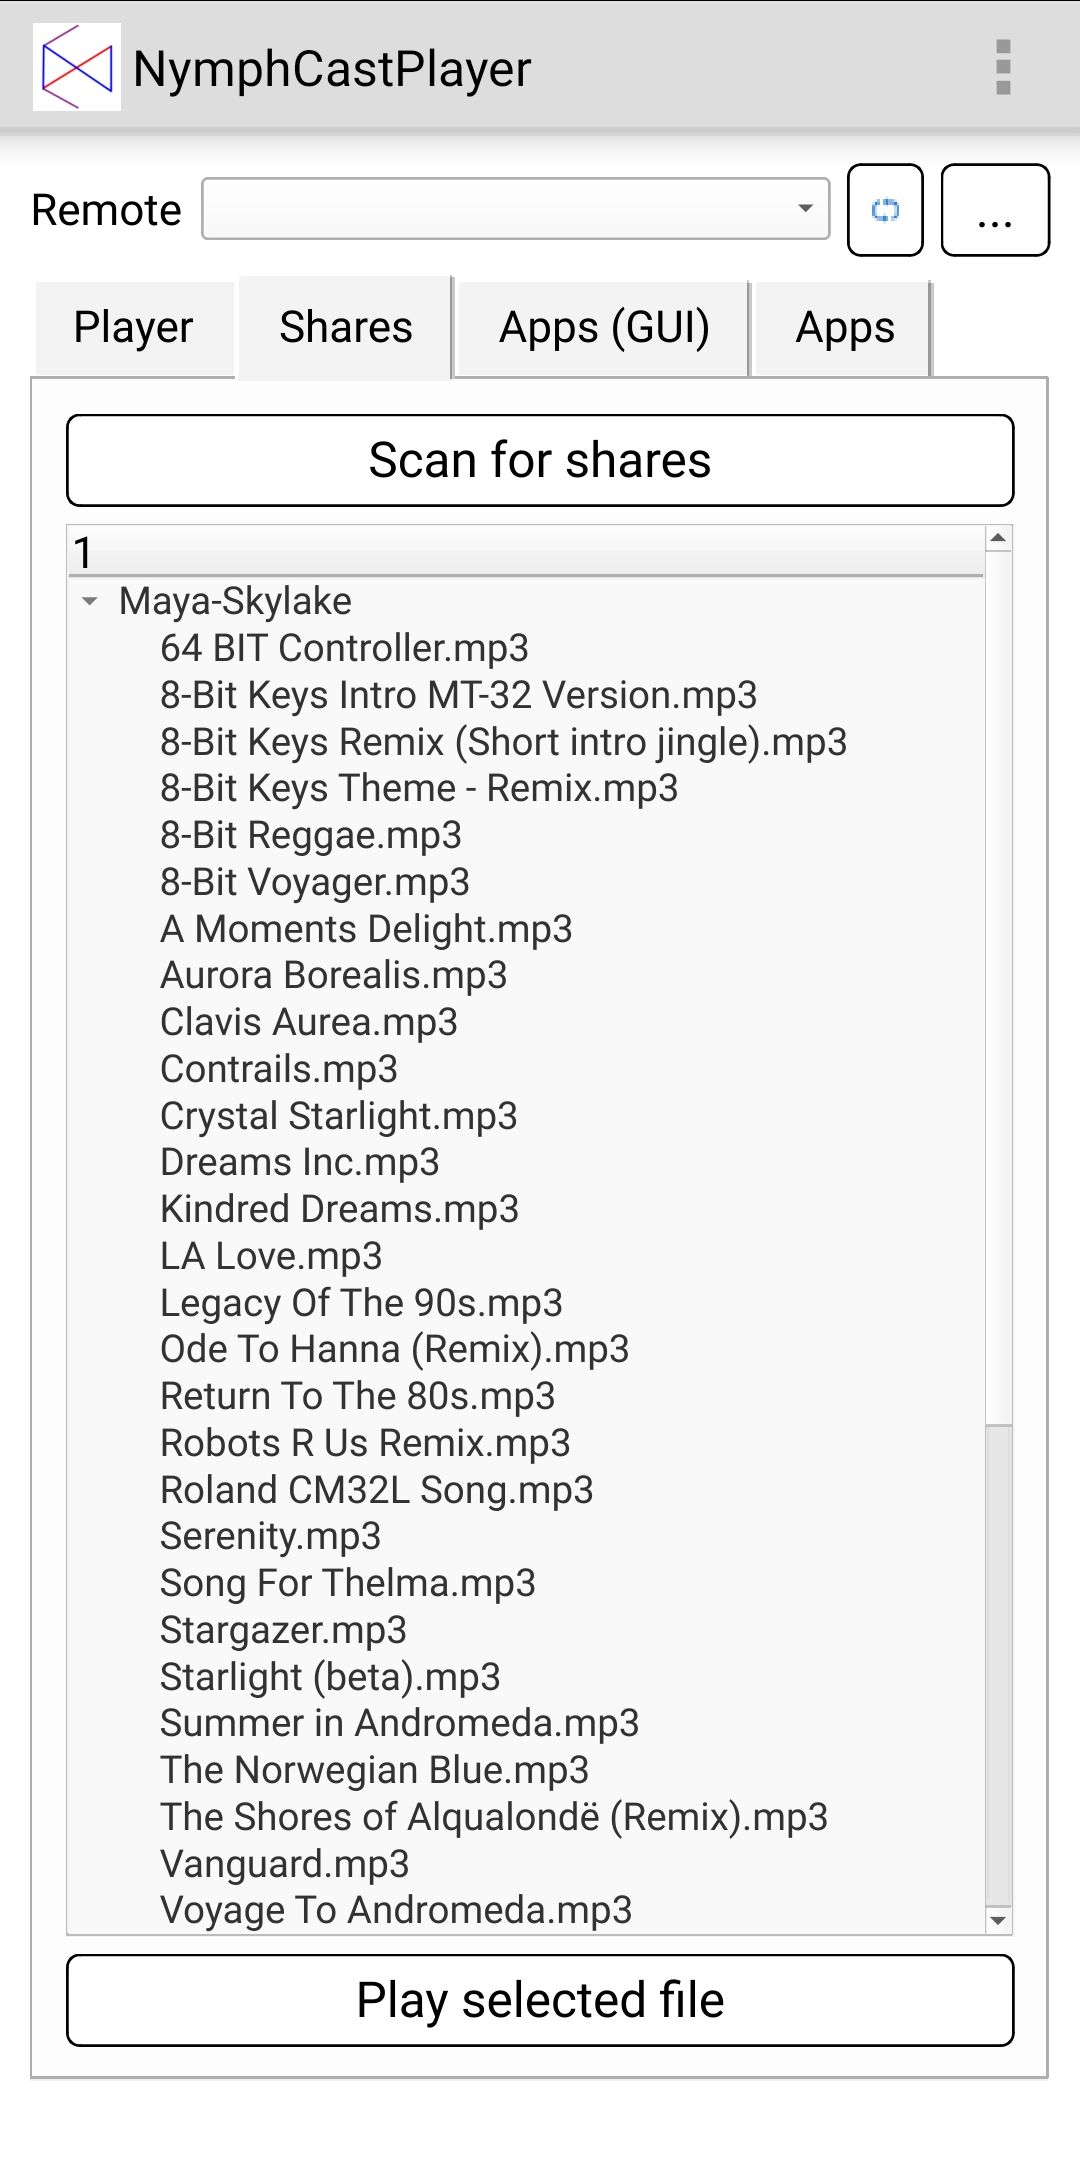 NymphCastPlayer
Remote
...
Player Shares Apps (GUI) Apps
Scan for shares
1
Maya-Skylake
64 BIT Controller.mp3
8-Bit Keys Intro MT-32 Version.mp3
8-Bit Keys Remix (Short intro jingle).mp3
8-Bit Keys Theme - Remix.mp3
8-Bit Reggae.mp3
8-Bit Voyager.mp3
A Moments Delight.mp3
Aurora Borealis.mp3
Clavis Aurea.mp3
Contrails.mp3
Crystal Starlight.mp3
Dreams Inc.mp3
Kindred Dreams.mp3
LA Love.mp3
Legacy Of The 90s.mp3
Ode To Hanna (Remix).mp3
Return To The 80s.mp3
Robots R Us Remix.mp3
Roland CM32L Song.mp3
Serenity.mp3
Song For Thelma.mp3
Stargazer.mp3
Starlight (beta).mp3
Summer in Andromeda.mp3
The Norwegian Blue.mp3
The Shores of Alqualondë (Remix).mp3
Vanguard.mp3
Voyage To Andromeda.mp3
Play selected file